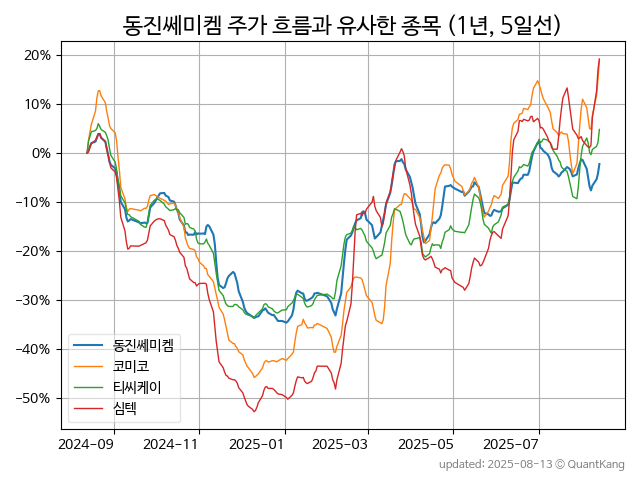 동진쎄미켐 주가 흐름과 유사한 종목 (1년, 5일선)
20%
10%
0%
−10%
−20%
−30%
−40%
−50%
동진쎄미켐
코미코
티씨케이
심텍
2024-09
2024-11
2025-01
2025-03
2025-05
2025-07
updated: 2025-08-13 © QuantKang